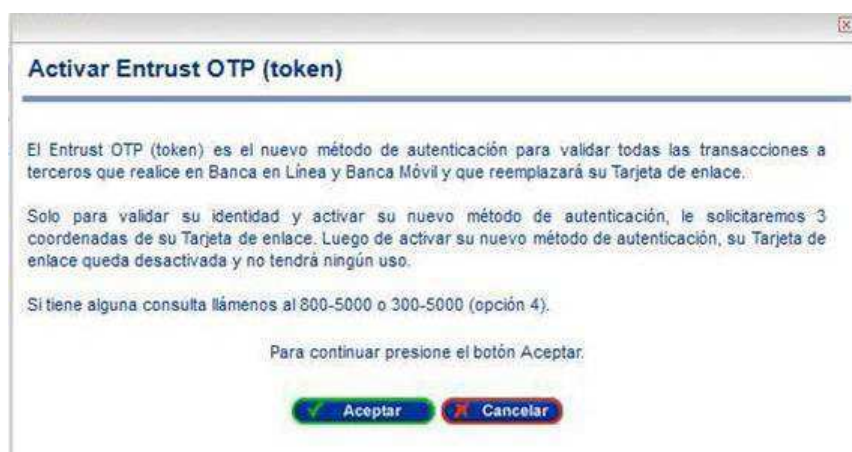 Activar Entrust OTP (token)
El Entrust OTP (token) es el nuevo método de autenticación para validar todas las transacciones a
terceros que realice en Banca en Línea y Banca Móvil y que reemplazará su Tarjeta de enlace.
Solo para validar su identidad y activar su nuevo método de autenticación, le solicitaremos 3
coordenadas de su Tarjeta de enlace. Luego de activar su nuevo método de autenticación, su Tarjeta de
enlace queda desactivada y no tendrá ningún uso.
Si tiene alguna consulta llámenos al 800-5000 o 300-5000 (opción 4).
Para continuar presione el botón Aceptar.
Aceptar Cancelar